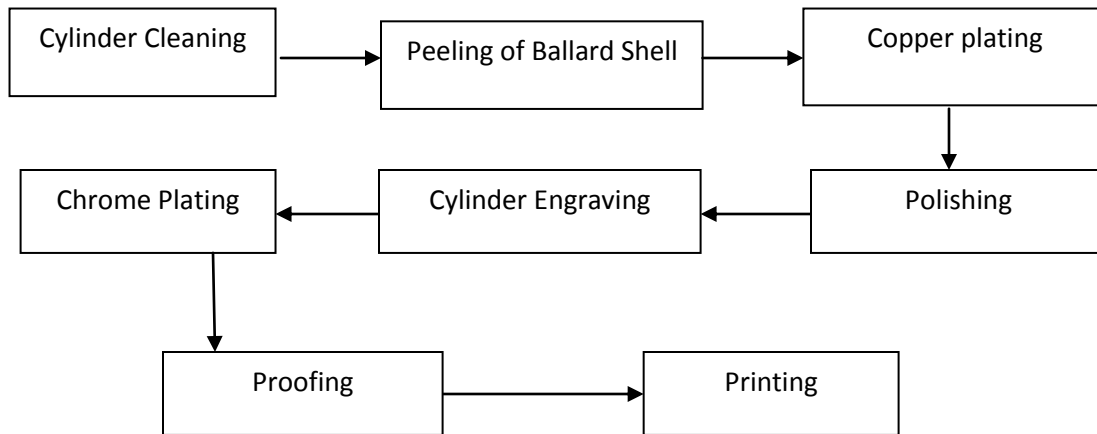 Cylinder Cleaning
Peeling of Ballard Shell
Copper plating
Polishing
Cylinder Engraving
Chrome Plating
Proofing
Printing